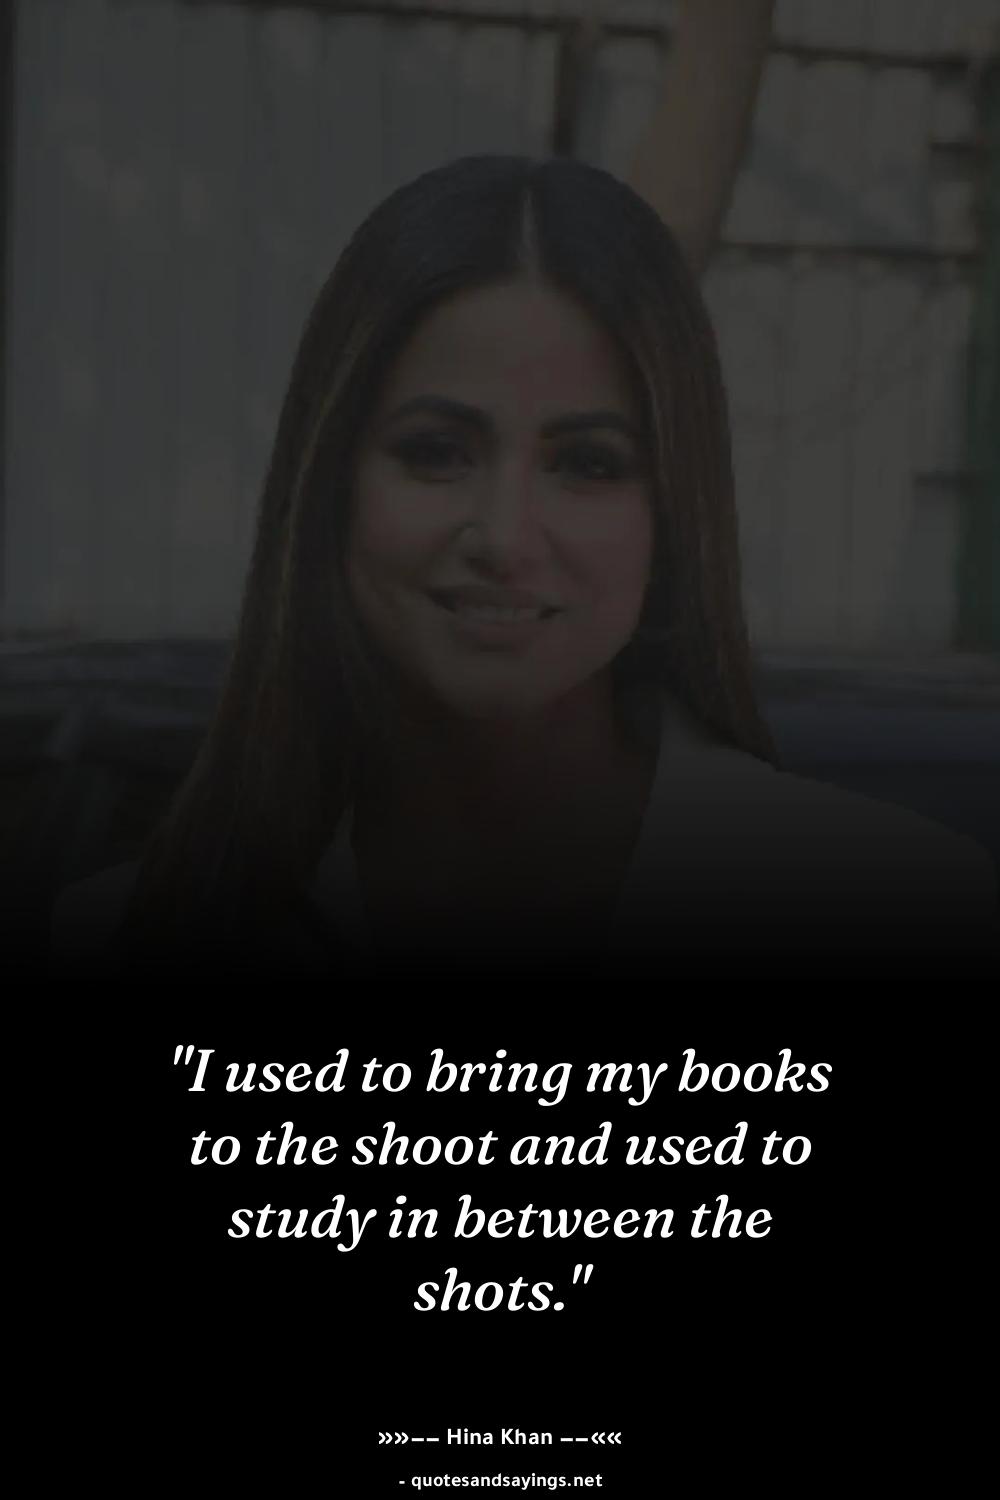 "I used to bring my books
to the shoot and used to
study in between the
shots."
»»–– Hina Khan ––««
- quotesandsayings.net